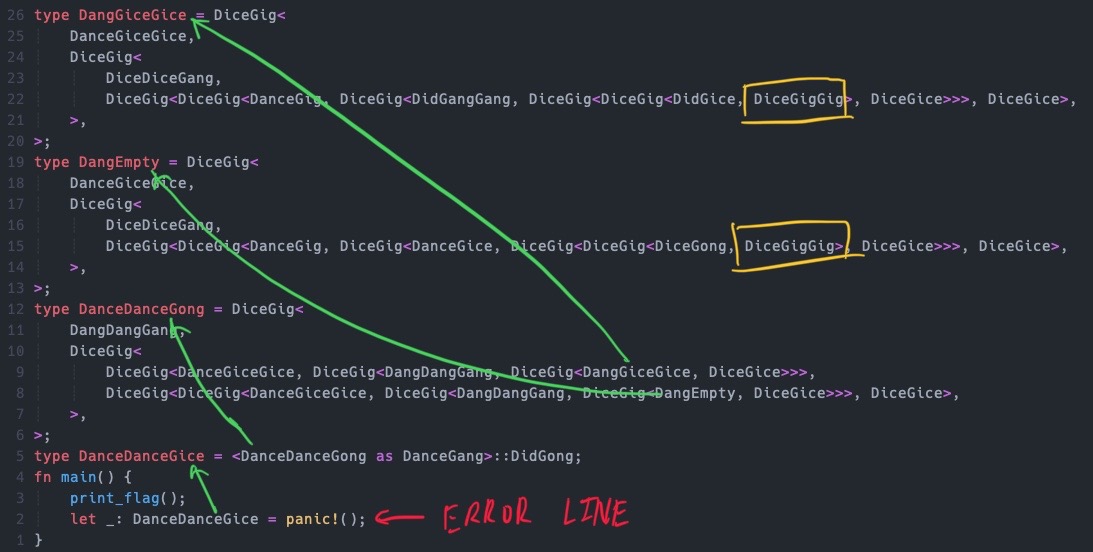 26 type DangGiceGice = DiceGig<
25     DanceGiceGice,
24     DiceGig<
23         DiceDiceGang,
22         DiceGig<DiceGig<DanceGig, DiceGig<DidGangGang, DiceGig<DiceGig<DidGice, DiceGigGig>, DiceGice>>>, DiceGice>,
21     >,
20 >;
19 type DangEmpty = DiceGig<
18     DanceGiceGice,
17     DiceGig<
16         DiceDiceGang,
15         DiceGig<DiceGig<DanceGig, DiceGig<DanceGice, DiceGig<DiceGig<DiceGong, DiceGigGig>, DiceGice>>>, DiceGice>,
14     >,
13 >;
12 type DanceDanceGong = DiceGig<
11     DangDangGang,
10     DiceGig<
9         DiceGig<DanceGiceGice, DiceGig<DangDangGang, DiceGig<DangGiceGice, DiceGice>>>,
8         DiceGig<DiceGig<DanceGiceGice, DiceGig<DangDangGang, DiceGig<DangEmpty, DiceGice>>>, DiceGice>,
7     >,
6 >;
5 type DanceDanceGice = <DanceDanceGong as DanceGang>::DidGong;
4 fn main() {
3     print_flag();
2     let _: DanceDanceGice = panic!(); ERROR LINE
1 }